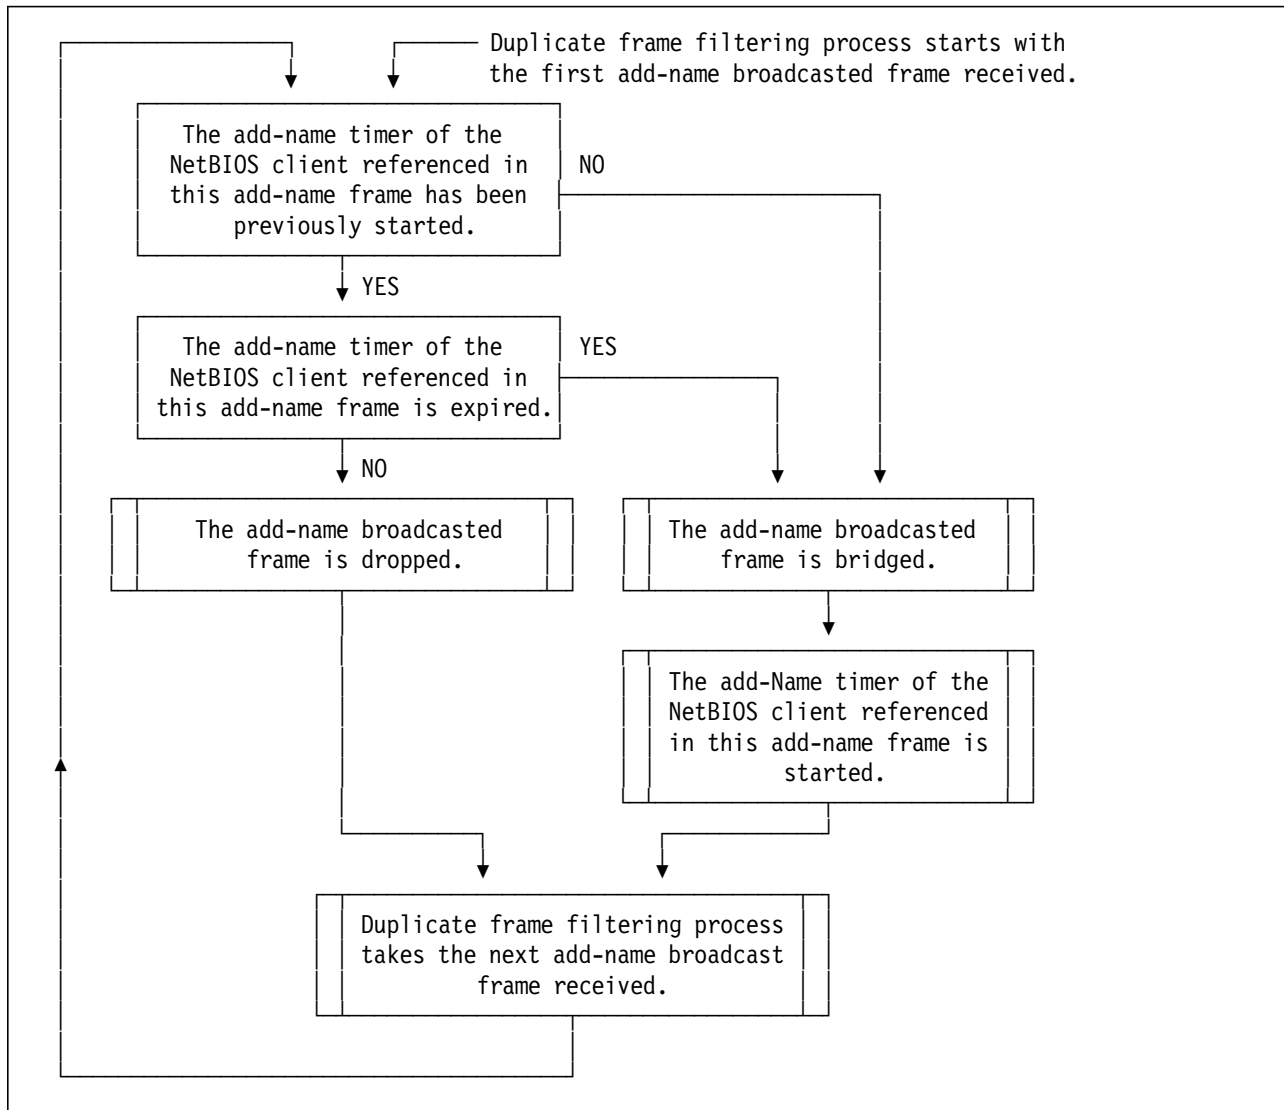 Duplicate frame filtering process starts with
the first add-name broadcasted frame received.
The add-name timer of the
NetBIOS client referenced in
this add-name frame has been
previously started.
NO
YES
The add-name timer of the
NetBIOS client referenced in
this add-name frame is expired.
YES
NO
The add-name broadcasted
frame is dropped.
The add-name broadcasted
frame is bridged.
The add-Name timer of the
NetBIOS client referenced
in this add-name frame is
started.
Duplicate frame filtering process
takes the next add-name broadcast
frame received.